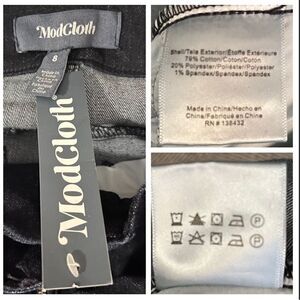 ModCloth
8
ModCloth
Shell/Tela Exterior/Étoffe Extérieure
79% Cotton/Coton/Coton
20% Polyester/Poliéster/Polyester
1% Spandex/Spandex/Spandex
Made in China/Hecho en
China/Fabriqué en Chine
RN # 138432